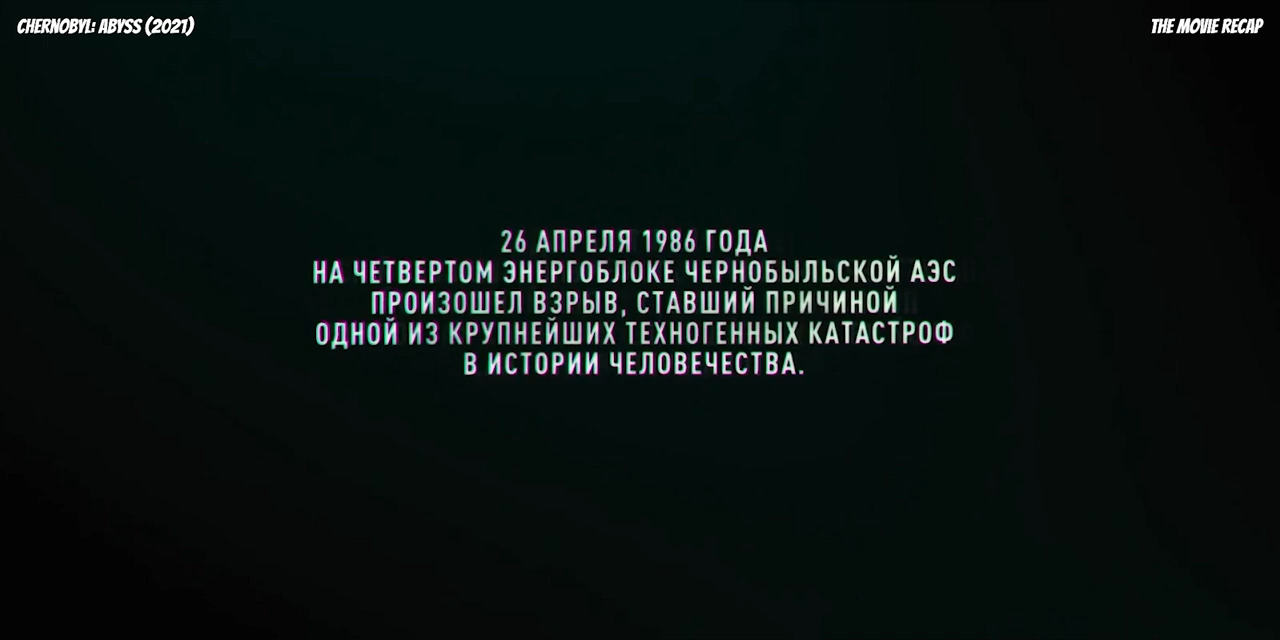 CHERNOBYL: ABYSS (2021)
THE MOVIE RECAP
26 АПРЕЛЯ 1986 ГОДА
НА ЧЕТВЕРТОМ ЭНЕРГОБЛОКЕ ЧЕРНОБЫЛЬСКОЙ АЭС
ПРОИЗОШЕЛ ВЗРЫВ, СТАВШИЙ ПРИЧИНОЙ
ОДНОЙ ИЗ КРУПНЕЙШИХ ТЕХНОГЕННЫХ КАТАСТРОФ
В ИСТОРИИ ЧЕЛОВЕЧЕСТВА.